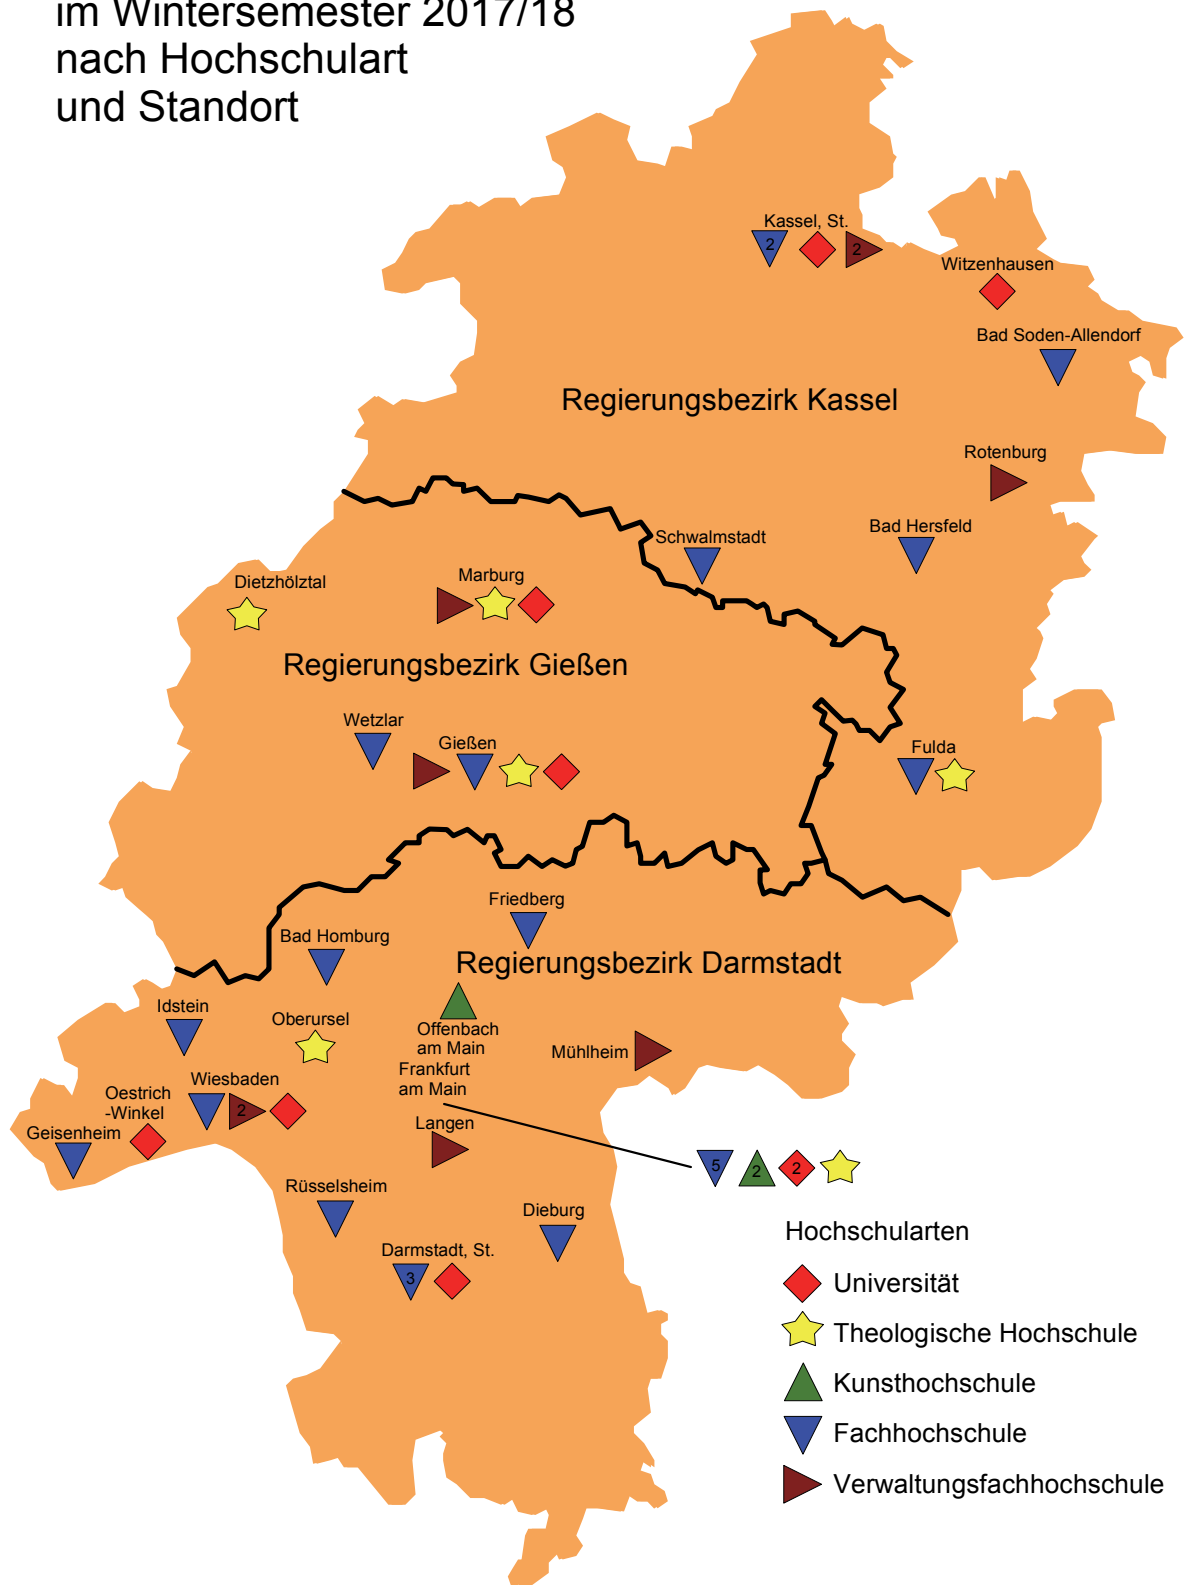 im Wintersemester 2017/18
nach Hochschulart
und Standort
Kassel, St.
2
2
Witzenhausen
Bad Soden-Allendorf
Regierungsbezirk Kassel
Rotenburg
Bad Hersfeld
Schwalmstadt
Dietzhölztal
Marburg
Regierungsbezirk Gießen
Wetzlar
Gießen
Fulda
Friedberg
Bad Homburg
Regierungsbezirk Darmstadt
Idstein
Oberursel
Offenbach
am Main
Mühlheim
Frankfurt
am Main
Wiesbaden
2
Oestrich
-Winkel
Geisenheim
Langen
5
2
2
Rüsselsheim
Dieburg
Darmstadt, St.
3
Hochschularten
Universität
Theologische Hochschule
Kunsthochschule
Fachhochschule
Verwaltungsfachhochschule